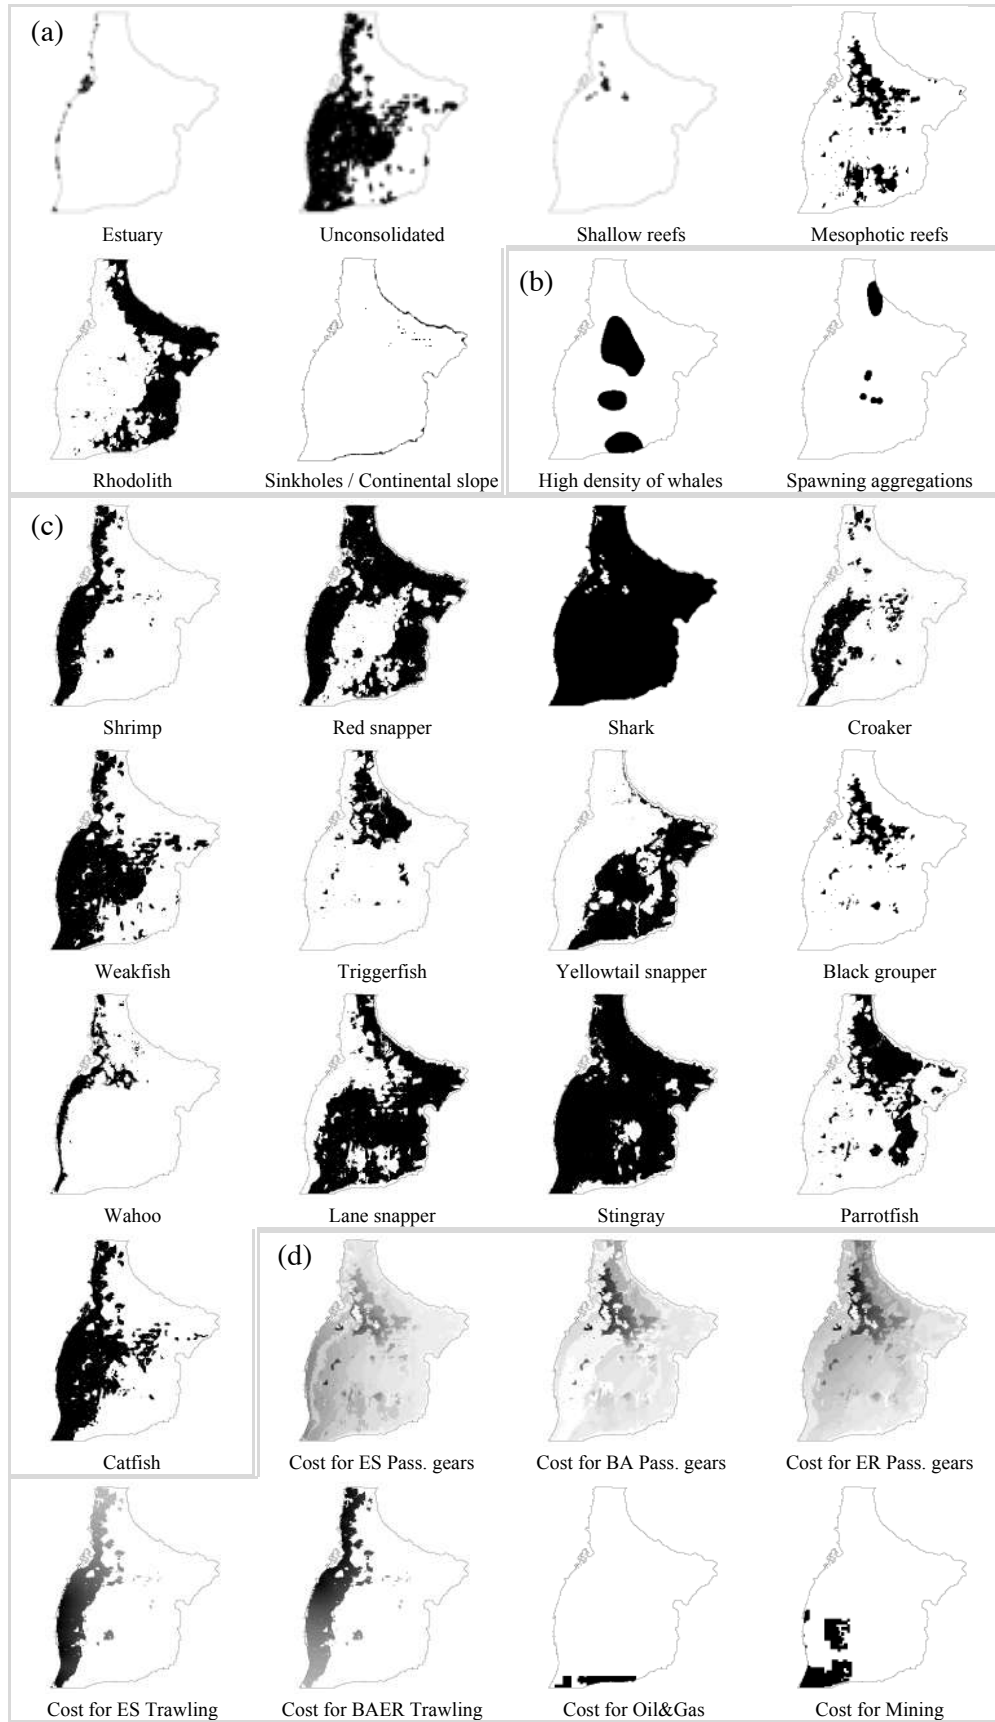 (a)
Estuary
Unconsolidated
Shallow reefs
Mesophotic reefs
(b)
Rhodolith
Sinkholes / Continental slope
High density of whales
Spawning aggregations
(c)
Shrimp
Red snapper
Shark
Croaker
Weakfish
Triggerfish
Yellowtail snapper
Black grouper
Wahoo
Lane snapper
Stingray
Parrotfish
(d)
Catfish
Cost for ES Pass. gears
Cost for BA Pass. gears
Cost for ER Pass. gears
Cost for ES Trawling
Cost for BAER Trawling
Cost for Oil&Gas
Cost for Mining